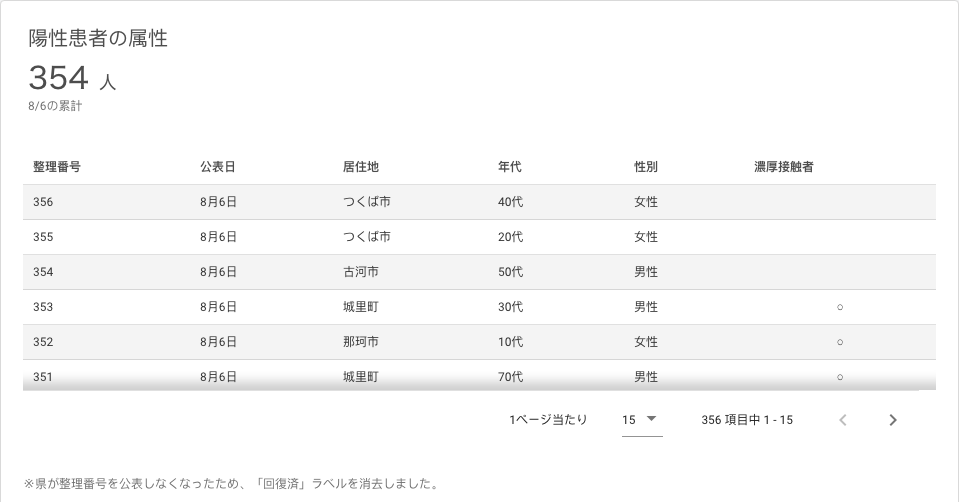 陽性患者の属性
354 人
8/6の累計
整理番号 公表日 居住地 年代 性別 濃厚接触者
356 8月6日 つくば市 40代 女性
355 8月6日 つくば市 20代 女性
354 8月6日 古河市 50代 男性
353 8月6日 城里町 30代 男性 ○
352 8月6日 那珂市 10代 女性 ○
351 8月6日 城里町 70代 男性 ○
1ページ当たり 15 356 項目中 1 - 15
※県が整理番号を公表しなくなったため、「回復済」ラベルを消去しました。